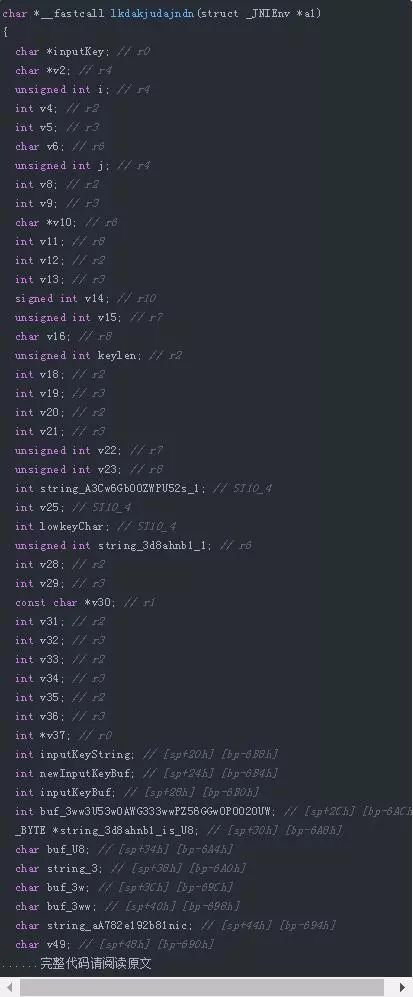 char *__fastcall lkdakjudajndn(struct _JNIEnv *a1)
{
char *inputKey; // r0
char *v2; // r4
unsigned int i; // r4
int v4; // r2
int v5; // r3
char v6; // r6
unsigned int j; // r4
int v8; // r2
int v9; // r3
char *v10; // r6
int v11; // r8
int v12; // r2
int v13; // r3
signed int v14; // r10
unsigned int v15; // r7
char v16; // r8
unsigned int keylen; // r2
int v18; // r2
int v19; // r3
int v20; // r2
int v21; // r3
unsigned int v22; // r7
unsigned int v23; // r8
int string_A3Cw6Gb00ZWPU52s_1; // ST10_4
int v25; // ST10_4
int lowkeyChar; // ST10_4
unsigned int string_3d8ahnb1_1; // r6
int v28; // r2
int v29; // r3
const char *v30; // r1
int v31; // r2
int v32; // r3
int v33; // r2
int v34; // r3
int v35; // r2
int v36; // r3
int *v37; // r0
int inputKeyString; // [sp+20h] [bp-6B8h]
int newInputKeyBuf; // [sp+24h] [bp-6B4h]
int inputKeyBuf; // [sp+28h] [bp-6B0h]
int buf_3ww3U53wOAWG333wwPZ56GGwOPOO2OUW; // [sp+2Ch] [bp-6AC
_BYTE *string_3d8ahnb1_is_U8; // [sp+30h] [bp-6A8h]
char buf_U8; // [sp+34h] [bp-6A4h]
char string_3; // [sp+38h] [bp-6A0h]
char buf_3w; // [sp+3Ch] [bp-69Ch]
char buf_3ww; // [sp+40h] [bp-698h]
char string_aA782e192b81nic; // [sp+44h] [bp-694h]
char v49; // [sp+48h] [bp-690h]
......完整代码请阅读原文